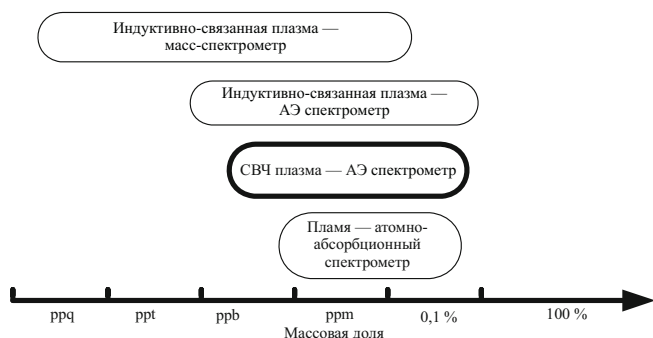 Индуктивно-связанная плазма —
масс-спектрометр
Индуктивно-связанная плазма —
АЭ спектрометр
СВЧ плазма — АЭ спектрометр
Пламя — атомно-
абсорбционный
спектрометр
ppq ppt ppb ppm 0,1 % 100 %
Массовая доля